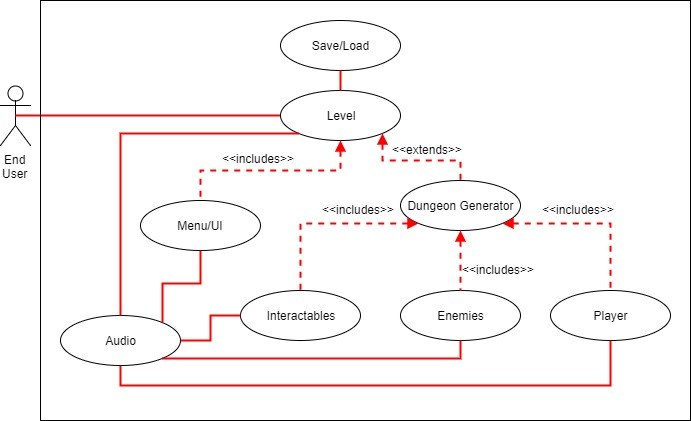 Save/Load
Level
End
User
<<includes>>
<<extends>>
Menu/UI
Dungeon Generator
<<includes>>
<<includes>>
<<includes>>
Interactables
Enemies
Player
Audio